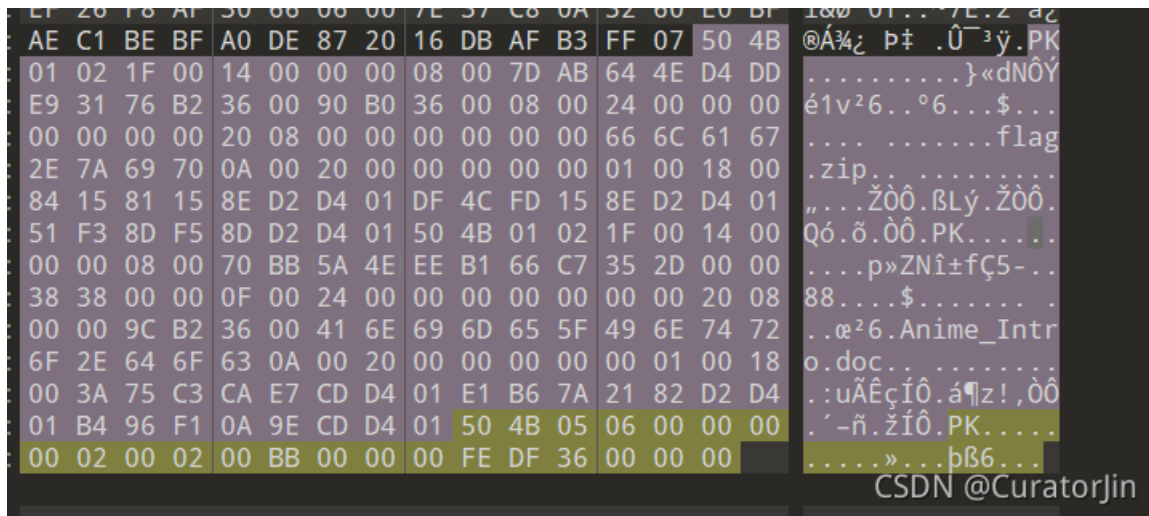 AE C1 BE BF A0 DE 87 20 16 DB AF B3 FF 07 50 4B ®Á¾¿ Þ‡ .Û¯³ÿ.PK
01 02 1F 00 14 00 00 00 08 00 7D AB 64 4E D4 DD ..........}«dNÔÝ
E9 31 76 B2 36 00 90 B0 36 00 08 00 24 00 00 00 é1v²6..°6...$...
00 00 00 00 20 08 00 00 00 00 00 00 66 6C 61 67 .... .......flag
2E 7A 69 70 0A 00 20 00 00 00 00 00 01 00 18 00 .zip.. .........
84 15 81 15 8E D2 D4 01 DF 4C FD 15 8E D2 D4 01 „...ŽÒÔ.ßLý.ŽÒÔ.
51 F3 8D F5 8D D2 D4 01 50 4B 01 02 1F 00 14 00 Qó.õ.ÒÔ.PK......
00 00 08 00 70 BB 5A 4E EE B1 66 C7 35 2D 00 00 ....p»ZNî±fÇ5-..
38 38 00 00 0F 00 24 00 00 00 00 00 00 00 20 08 88....$....... .
00 00 9C B2 36 00 41 6E 69 6D 65 5F 49 6E 74 72 ..œ²6.Anime_Intr
6F 2E 64 6F 63 0A 00 20 00 00 00 00 00 01 00 18 o.doc.. ........
00 3A 75 C3 CA E7 CD D4 01 E1 B6 7A 21 82 D2 D4 .:uÃÊçÍÔ.á¶z!‚ÒÔ
01 B4 96 F1 0A 9E CD D4 01 50 4B 05 06 00 00 00 .´–ñ.žÍÔ.PK.....
00 02 00 02 00 BB 00 00 00 FE DF 36 00 00 00 .....»...þß6...
CSDN @CuratorJin